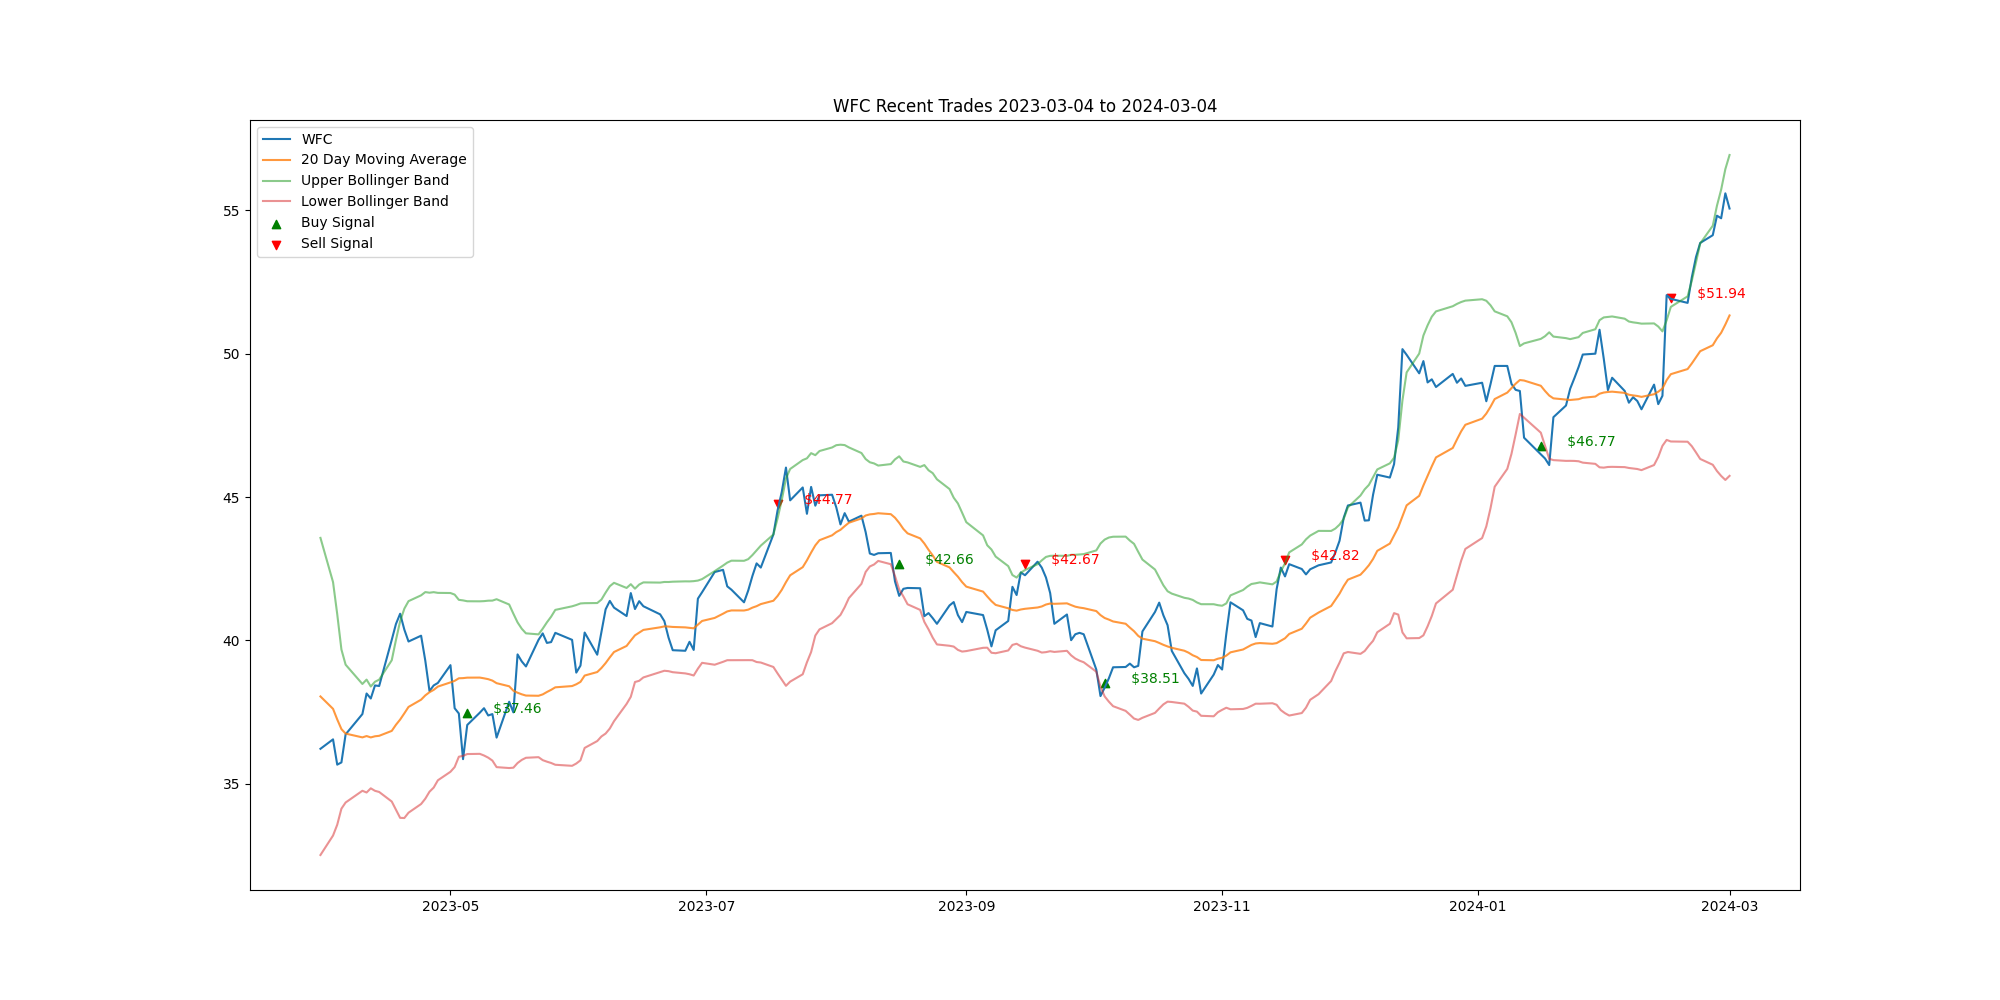 WFC Recent Trades 2023-03-04 to 2024-03-04
WFC
20 Day Moving Average
Upper Bollinger Band
Lower Bollinger Band
Buy Signal
Sell Signal
55
50
45
40
35
$51.94
$46.77
$44.77
$42.66
$42.67
$42.82
$38.51
$37.46
2023-05
2023-07
2023-09
2023-11
2024-01
2024-03